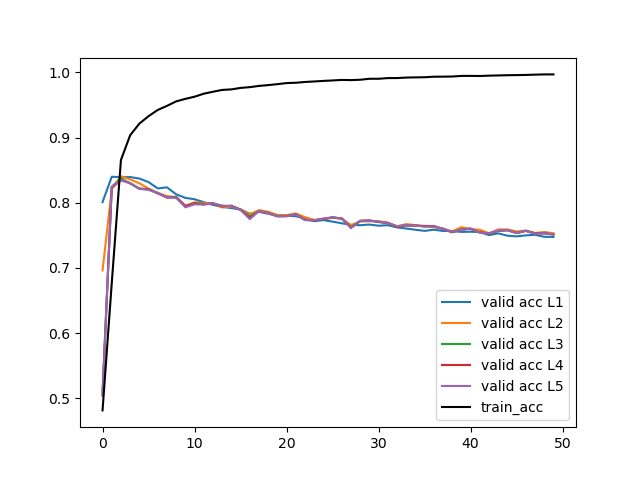 1.0
0.9
0.8
0.7
0.6
0.5
0 10 20 30 40 50
valid acc L1
valid acc L2
valid acc L3
valid acc L4
valid acc L5
train_acc